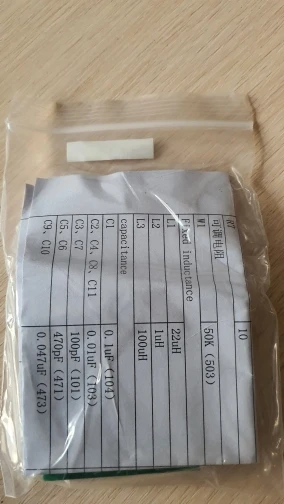 R7 10
可调电阻
W1 50K (503)
Fixed inductance
L1 22uH
L2 1uH
L3 100uH
capacitance
C1 0.1uF (104)
C2、C4、C8、C11 0.01uF (103)
C3、C7 100pF (101)
C5、C6 470pF (471)
C9、C10 0.047uF (473)